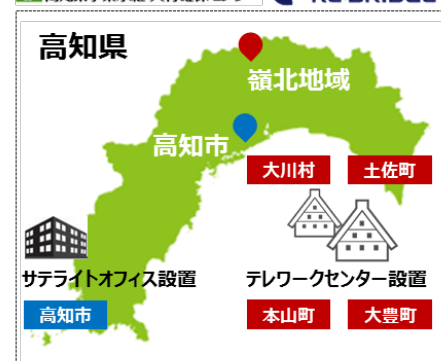 高知県
嶺北地域
高知市
大川村 土佐町
サテライトオフィス設置
テレワークセンター設置
高知市
本山町 大豊町